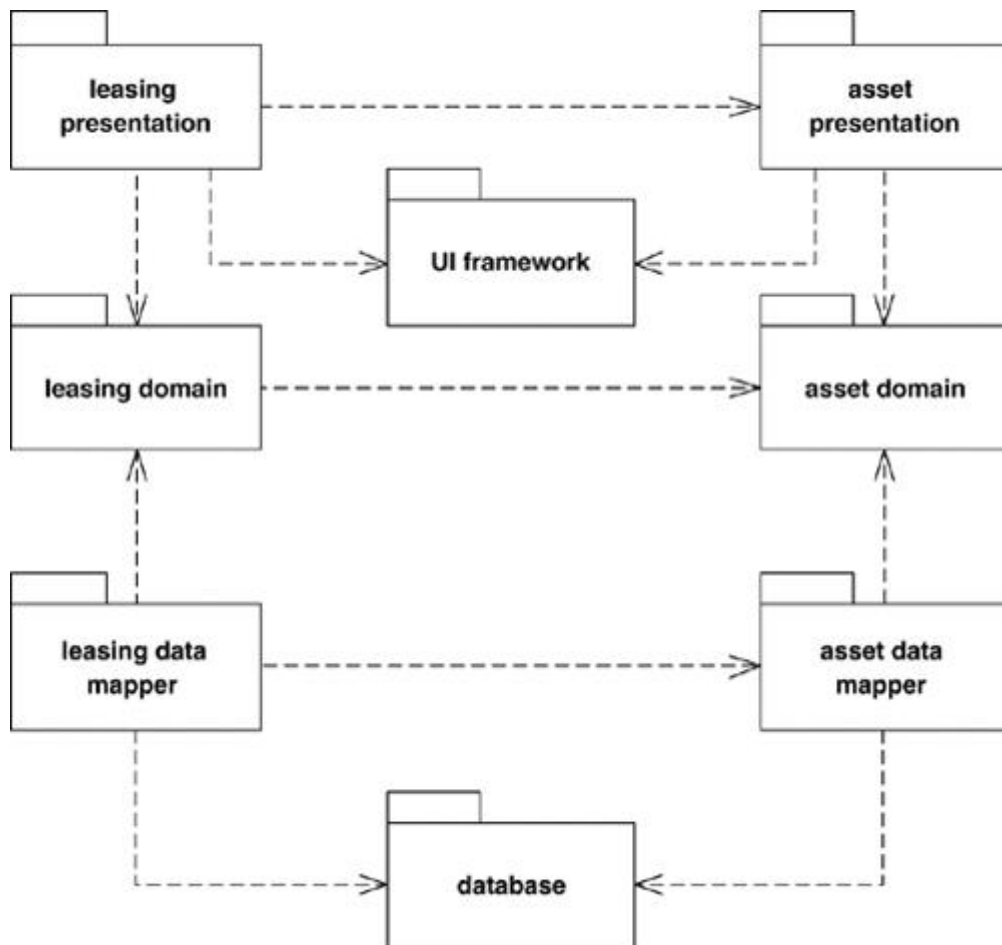 leasing
presentation
asset
presentation
UI framework
leasing domain
asset domain
leasing data
mapper
asset data
mapper
database